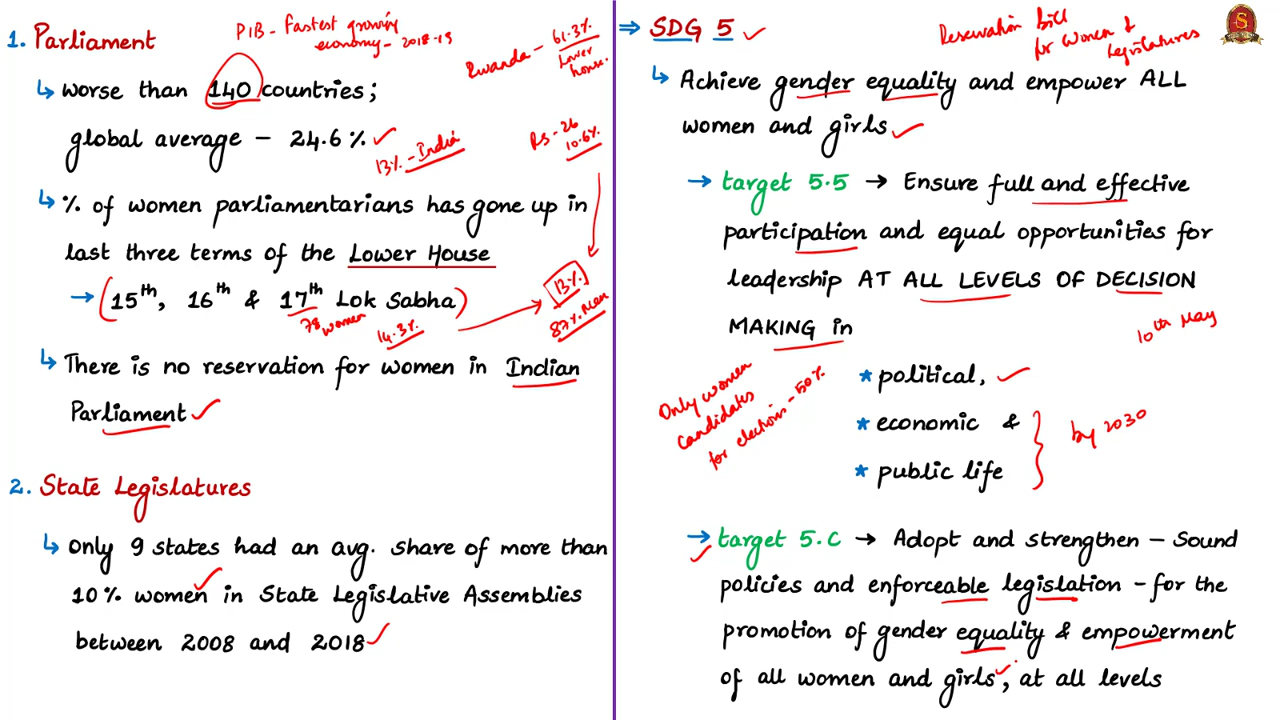 PIB - Fastest growing
economy - 2018-19
1. Parliament
↳ worse than 140 countries;
global average - 24.6 % ✓
13% - India
Rwanda - 61.3%
Lower
house.
RS - 26
10.6%
↳ % of women parliamentarians has gone up in
last three terms of the Lower House
→ (15th, 16th & 17th Lok Sabha)
78 women
14.3%
13%
87% Men
↳ There is no reservation for women in Indian
Parliament ✓
2. State Legislatures
↳ Only 9 states had an avg. share of more than
10% women in State Legislative Assemblies
between 2008 and 2018 ✓
⇒ SDG 5 ✓
Reservation Bill
for Women &
Legislatures
S
↳ Achieve gender equality and empower ALL
women and girls ✓
→ target 5.5 → Ensure full and effective
participation and equal opportunities for
leadership AT ALL LEVELS OF DECISION
MAKING in
10th May
* political, ✓
* economic &
* public life
by 2030
Only women
candidates
for elections - 50%
→ target 5.C → Adopt and strengthen - Sound
policies and enforceable legislation - for the
promotion of gender equality & empowerment
of all women and girls, at all levels